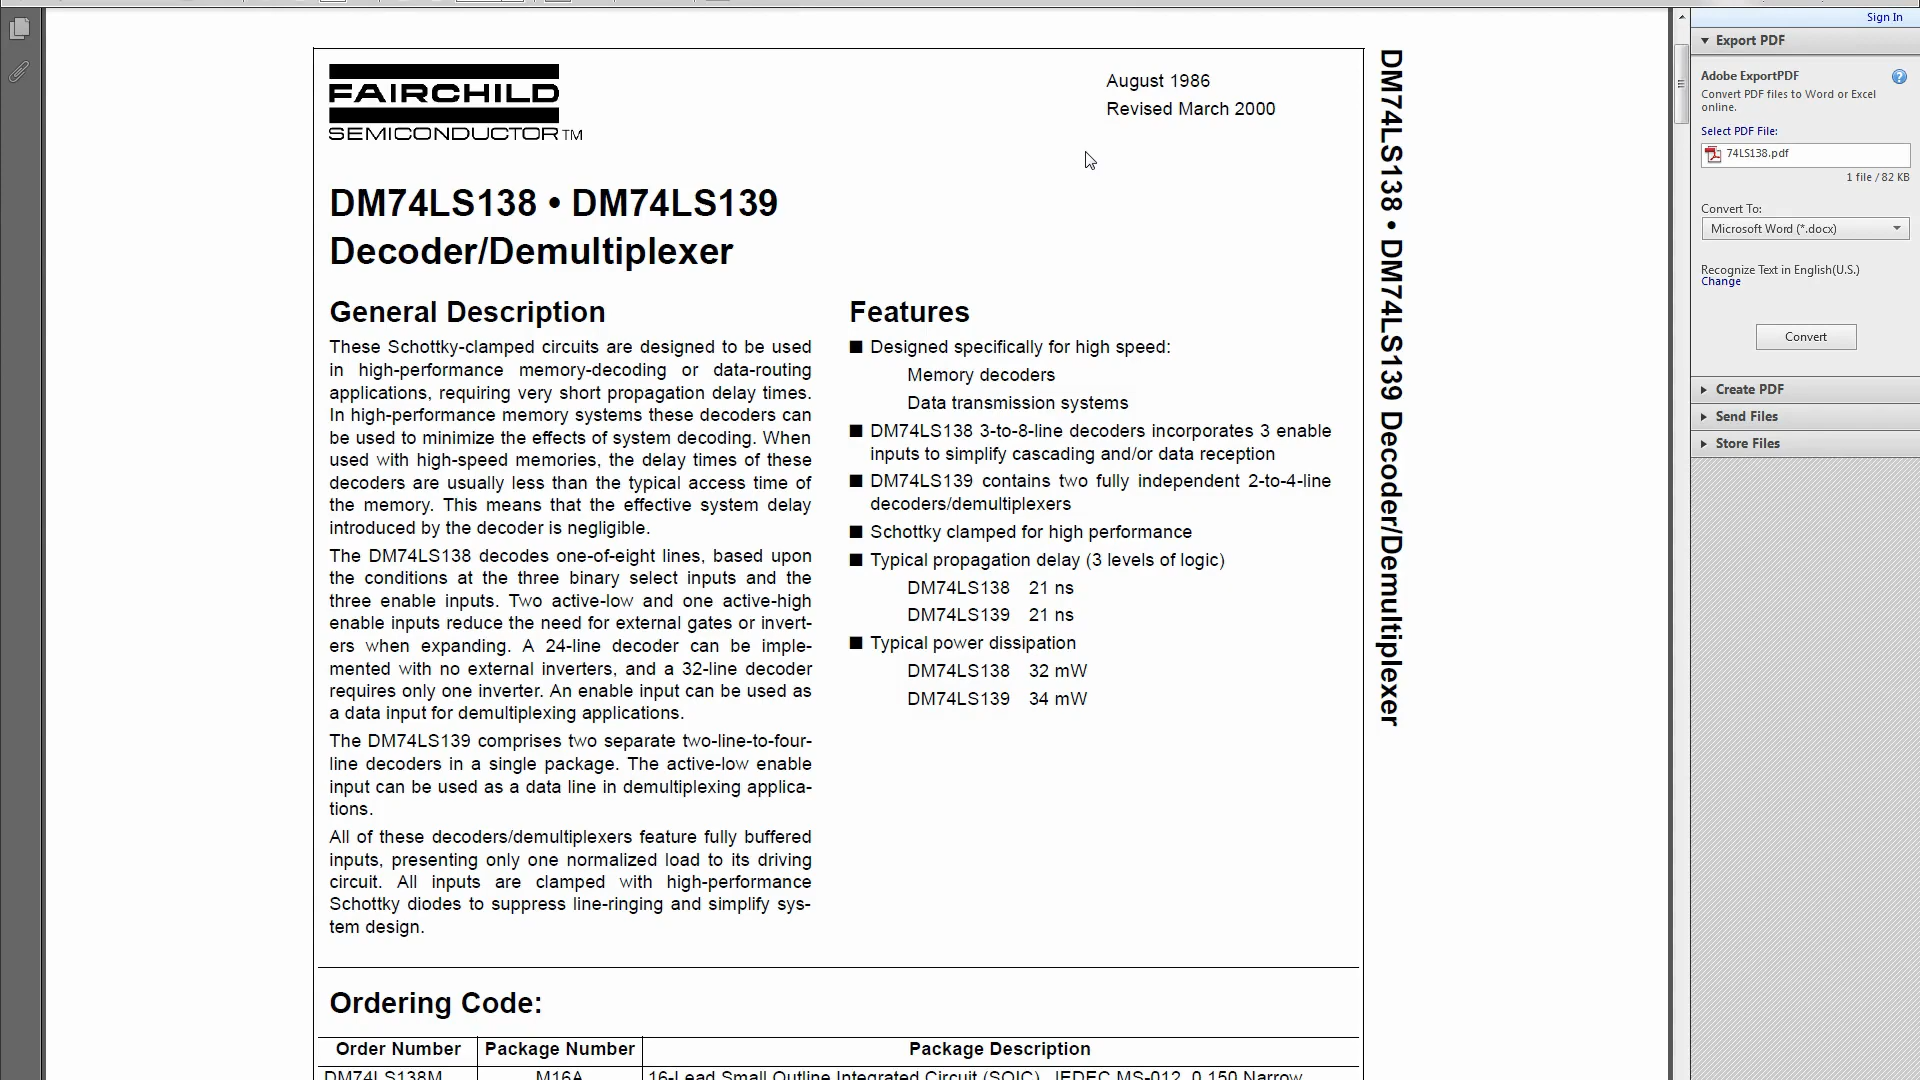 FAIRCHILD
SEMICONDUCTOR™
August 1986
Revised March 2000
DM74LS138 • DM74LS139
Decoder/Demultiplexer
General Description
These Schottky-clamped circuits are designed to be used
in high-performance memory-decoding or data-routing
applications, requiring very short propagation delay times.
In high-performance memory systems these decoders can
be used to minimize the effects of system decoding. When
used with high-speed memories, the delay times of these
decoders are usually less than the typical access time of
the memory. This means that the effective system delay
introduced by the decoder is negligible.
The DM74LS138 decodes one-of-eight lines, based upon
the conditions at the three binary select inputs and the
three enable inputs. Two active-low and one active-high
enable inputs reduce the need for external gates or invert-
ers when expanding. A 24-line decoder can be imple-
mented with no external inverters, and a 32-line decoder
requires only one inverter. An enable input can be used as
a data input for demultiplexing applications.
The DM74LS139 comprises two separate two-line-to-four-
line decoders in a single package. The active-low enable
input can be used as a data line in demultiplexing applica-
tions.
All of these decoders/demultiplexers feature fully buffered
inputs, presenting only one normalized load to its driving
circuit. All inputs are clamped with high-performance
Schottky diodes to suppress line-ringing and simplify sys-
tem design.
Features
■ Designed specifically for high speed:
Memory decoders
Data transmission systems
■ DM74LS138 3-to-8-line decoders incorporates 3 enable
inputs to simplify cascading and/or data reception
■ DM74LS139 contains two fully independent 2-to-4-line
decoders/demultiplexers
■ Schottky clamped for high performance
■ Typical propagation delay (3 levels of logic)
DM74LS138 21 ns
DM74LS139 21 ns
■ Typical power dissipation
DM74LS138 32 mW
DM74LS139 34 mW
Ordering Code:
Order Number Package Number Package Description
DM74LS138M M16A 16-Lead Small Outline Integrated Circuit (SOIC), JEDEC MS-012, 0.150 Narrow
DM74LS138 • DM74LS139 Decoder/Demultiplexer
Sign In
Export PDF
Adobe ExportPDF
Convert PDF files to Word or Excel
online.
Select PDF File:
74LS138.pdf
1 file / 82 KB
Convert To:
Microsoft Word (*.docx)
Recognize Text in English(U.S.)
Change
Convert
Create PDF
Send Files
Store Files